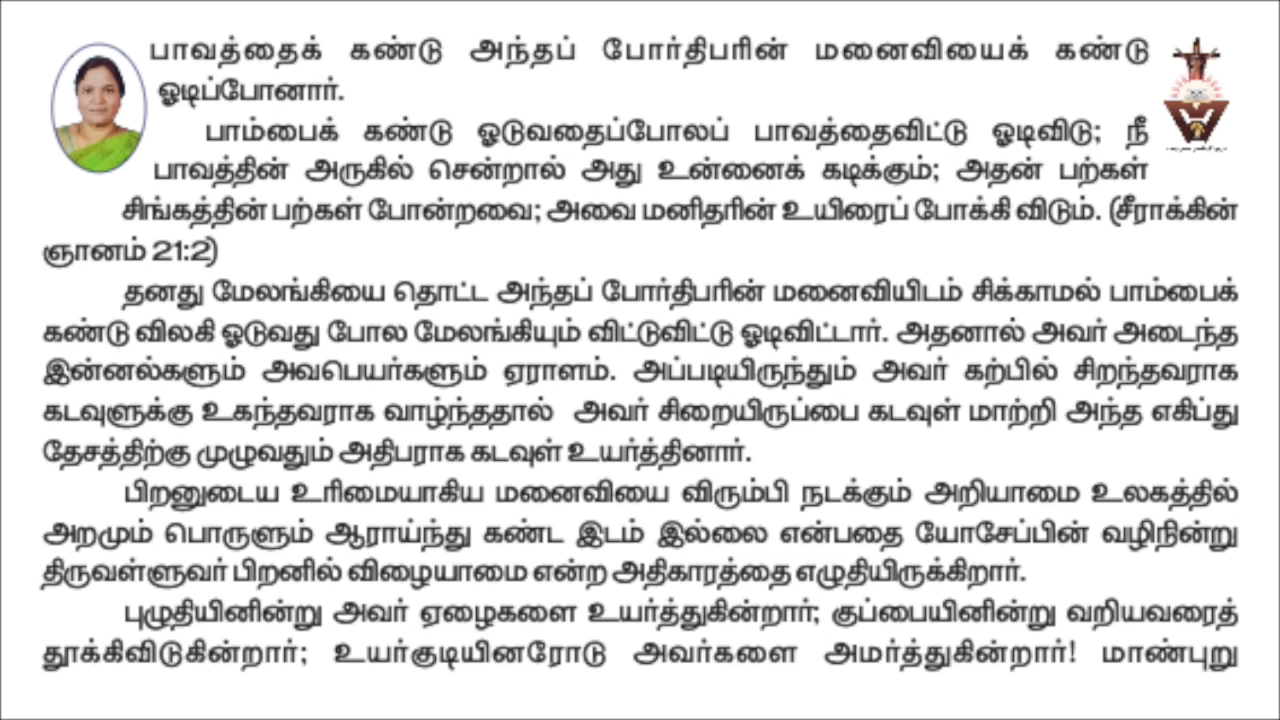 பாவத்தைக் கண்டு அந்தப் போர்திபரின் மனைவியைக் கண்டு
ஓடிப்போனார்.
பாம்பைக் கண்டு ஓடுவதைப்போலப் பாவத்தைவிட்டு ஓடிவிடு; நீ
பாவத்தின் அருகில் சென்றால் அது உன்னைக் கடிக்கும்; அதன் பற்கள்
சிங்கத்தின் பற்கள் போன்றவை; அவை மனிதரின் உயிரைப் போக்கி விடும். (சீராக்கின்
ஞானம் 21:2)
தனது மேலங்கியை தொட்ட அந்தப் போர்திபரின் மனைவியிடம் சிக்காமல் பாம்பைக்
கண்டு விலகி ஓடுவது போல மேலங்கியும் விட்டுவிட்டு ஓடிவிட்டார். அதனால் அவர் அடைந்த
இன்னல்களும் அவபெயர்களும் ஏராளம். அப்படியிருந்தும் அவர் கற்பில் சிறந்தவராக
கடவுளுக்கு உகந்தவராக வாழ்ந்ததால் அவர் சிறையிருப்பை கடவுள் மாற்றி அந்த எகிப்து
தேசத்திற்கு முழுவதும் அதிபராக கடவுள் உயர்த்தினார்.
பிறனுடைய உரிமையாகிய மனைவியை விரும்பி நடக்கும் அறியாமை உலகத்தில்
அறமும் பொருளும் ஆராய்ந்து கண்ட இடம் இல்லை என்பதை யோசேப்பின் வழிநின்று
திருவள்ளுவர் பிறனில் விழையாமை என்ற அதிகாரத்தை எழுதியிருக்கிறார்.
புழுதியினின்று அவர் ஏழைகளை உயர்த்துகின்றார்; குப்பையினின்று வறியவரைத்
தூக்கிவிடுகின்றார்; உயர்குடியினரோடு அவர்களை அமர்த்துகின்றார்! மாண்புறு